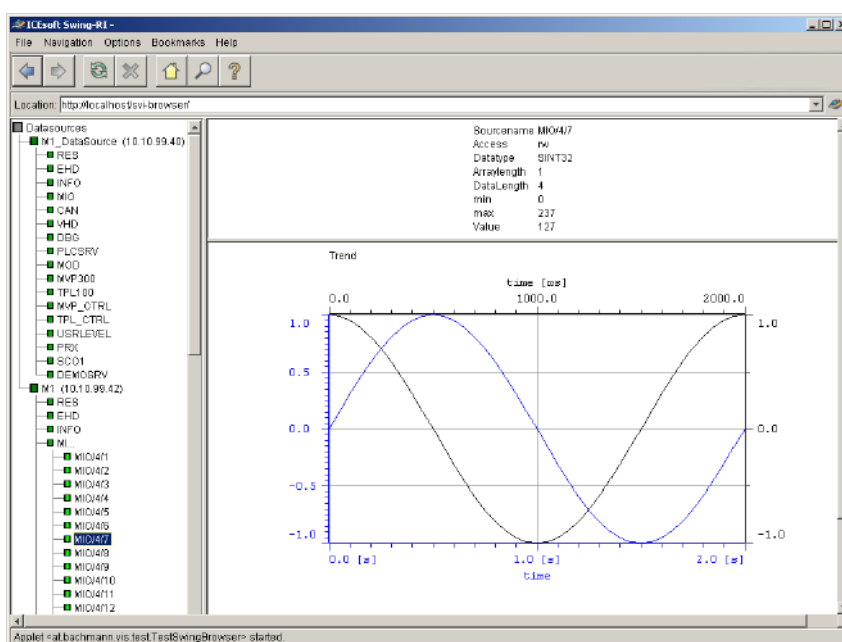 ICEsoft Swing-RI -
File Navigation Options Bookmarks Help
Location: http://localhost/svi-browser/
Datasources
M1_DataSource (10.10.99.40)
RES
EHD
INFO
MIO
CAN
VHD
DBG
PLCSRV
MOD
MVP300
TPL100
MVP_CTRL
TPL_CTRL
USRLEVEL
PRX
SCO1
DEMOSRV
M1 (10.10.99.42)
RES
EHD
INFO
MI...
MIO/4/1
MIO/4/2
MIO/4/3
MIO/4/4
MIO/4/5
MIO/4/6
MIO/4/7
MIO/4/8
MIO/4/9
MIO/4/10
MIO/4/11
MIO/4/12
Sourcename MIO/4/7
Access rw
Datatype SINT32
Arraylength 1
DataLength 4
min 0
max 237
Value 127
Trend
time [ms]
0.0 1000.0 2000.0
1.0 1.0
0.5
0.0 0.0
-0.5
-1.0 -1.0
0.0 [s] 1.0 [s] 2.0 [s]
time
Applet <at.bachmann.vis.test.TestSwingBrowser> started.